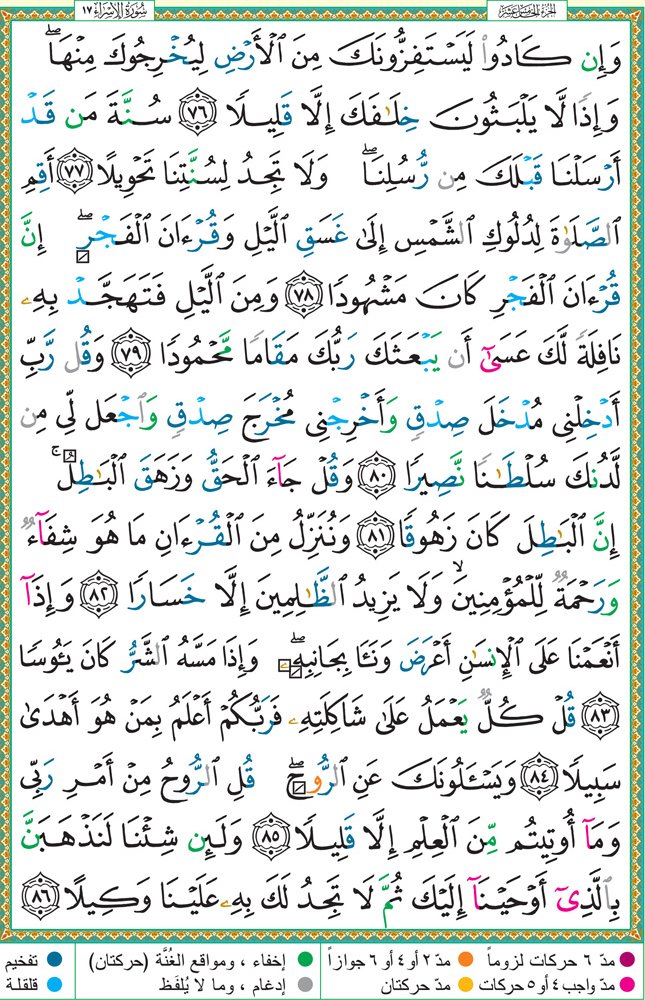 الجزء الخامس عشر
سورة الإسراء ١٧
وَإِن كَادُوا۟ لَيَسْتَفِزُّونَكَ مِنَ ٱلْأَرْضِ لِيُخْرِجُوكَ مِنْهَا ۖ
وَإِذًا لَّا يَلْبَثُونَ خِلَـٰفَكَ إِلَّا قَلِيلًا ٧٦ سُنَّةَ مَن قَدْ
أَرْسَلْنَا قَبْلَكَ مِن رُّسُلِنَا ۖ وَلَا تَجِدُ لِسُنَّتِنَا تَحْوِيلًا ٧٧ أَقِمِ
ٱلصَّلَوٰةَ لِدُلُوكِ ٱلشَّمْسِ إِلَىٰ غَسَقِ ٱلَّيْلِ وَقُرْءَانَ ٱلْفَجْرِ ۖ إِنَّ
قُرْءَانَ ٱلْفَجْرِ كَانَ مَشْهُودًا ٧٨ وَمِنَ ٱلَّيْلِ فَتَهَجَّدْ بِهِۦ
نَافِلَةً لَّكَ عَسَىٰٓ أَن يَبْعَثَكَ رَبُّكَ مَقَامًا مَّحْمُودًا ٧٩ وَقُل رَّبِّ
أَدْخِلْنِى مُدْخَلَ صِدْقٍ وَأَخْرِجْنِى مُخْرَجَ صِدْقٍ وَٱجْعَل لِّى مِن
لَّدُنكَ سُلْطَـٰنًا نَّصِيرًا ٨٠ وَقُلْ جَآءَ ٱلْحَقُّ وَزَهَقَ ٱلْبَـٰطِلُ ۚ
إِنَّ ٱلْبَـٰطِلَ كَانَ زَهُوقًا ٨١ وَنُنَزِّلُ مِنَ ٱلْقُرْءَانِ مَا هُوَ شِفَآءٌ
وَرَحْمَةٌ لِّلْمُؤْمِنِينَ ۙ وَلَا يَزِيدُ ٱلظَّـٰلِمِينَ إِلَّا خَسَارًا ٨٢ وَإِذَآ
أَنْعَمْنَا عَلَى ٱلْإِنسَـٰنِ أَعْرَضَ وَنَـَٔا بِجَانِبِهِۦ ۖ وَإِذَا مَسَّهُ ٱلشَّرُّ كَانَ يَـُٔوسًا
٨٣ قُلْ كُلٌّ يَعْمَلُ عَلَىٰ شَاكِلَتِهِۦ فَرَبُّكُمْ أَعْلَمُ بِمَنْ هُوَ أَهْدَىٰ
سَبِيلًا ٨٤ وَيَسْـَٔلُونَكَ عَنِ ٱلرُّوحِ ۖ قُلِ ٱلرُّوحُ مِنْ أَمْرِ رَبِّى
وَمَآ أُوتِيتُم مِّنَ ٱلْعِلْمِ إِلَّا قَلِيلًا ٨٥ وَلَئِن شِئْنَا لَنَذْهَبَنَّ
بِٱلَّذِىٓ أَوْحَيْنَآ إِلَيْكَ ثُمَّ لَا تَجِدُ لَكَ بِهِۦ عَلَيْنَا وَكِيلًا ٨٦
مدّ ٦ حركات لزوماً مدّ ٢ أو ٤ أو ٦ جوازاً إخفاء ، ومواقع الغُنَّة (حركتان) تفخيم
مدّ واجب ٤ أو ٥ حركات مدّ حركتان إدغام ، وما لا يُلفَظ قلقلة